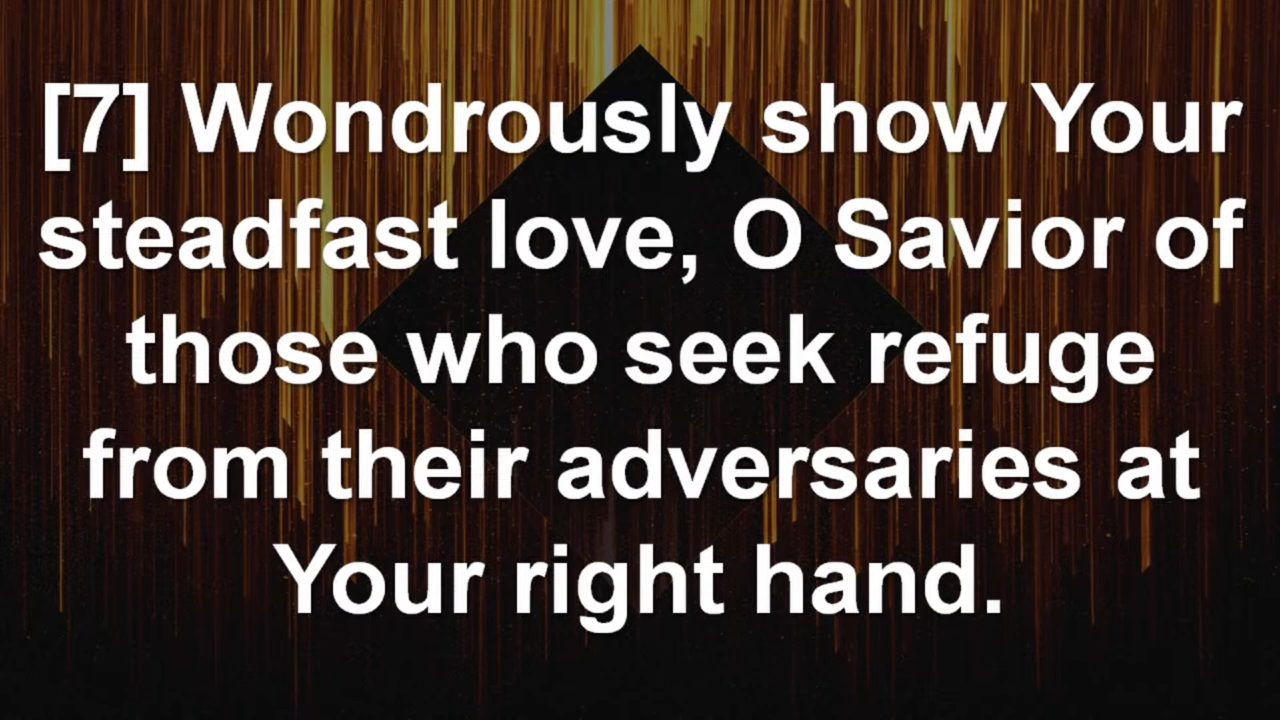 [7] Wondrously show Your
steadfast love, O Savior of
those who seek refuge
from their adversaries at
Your right hand.